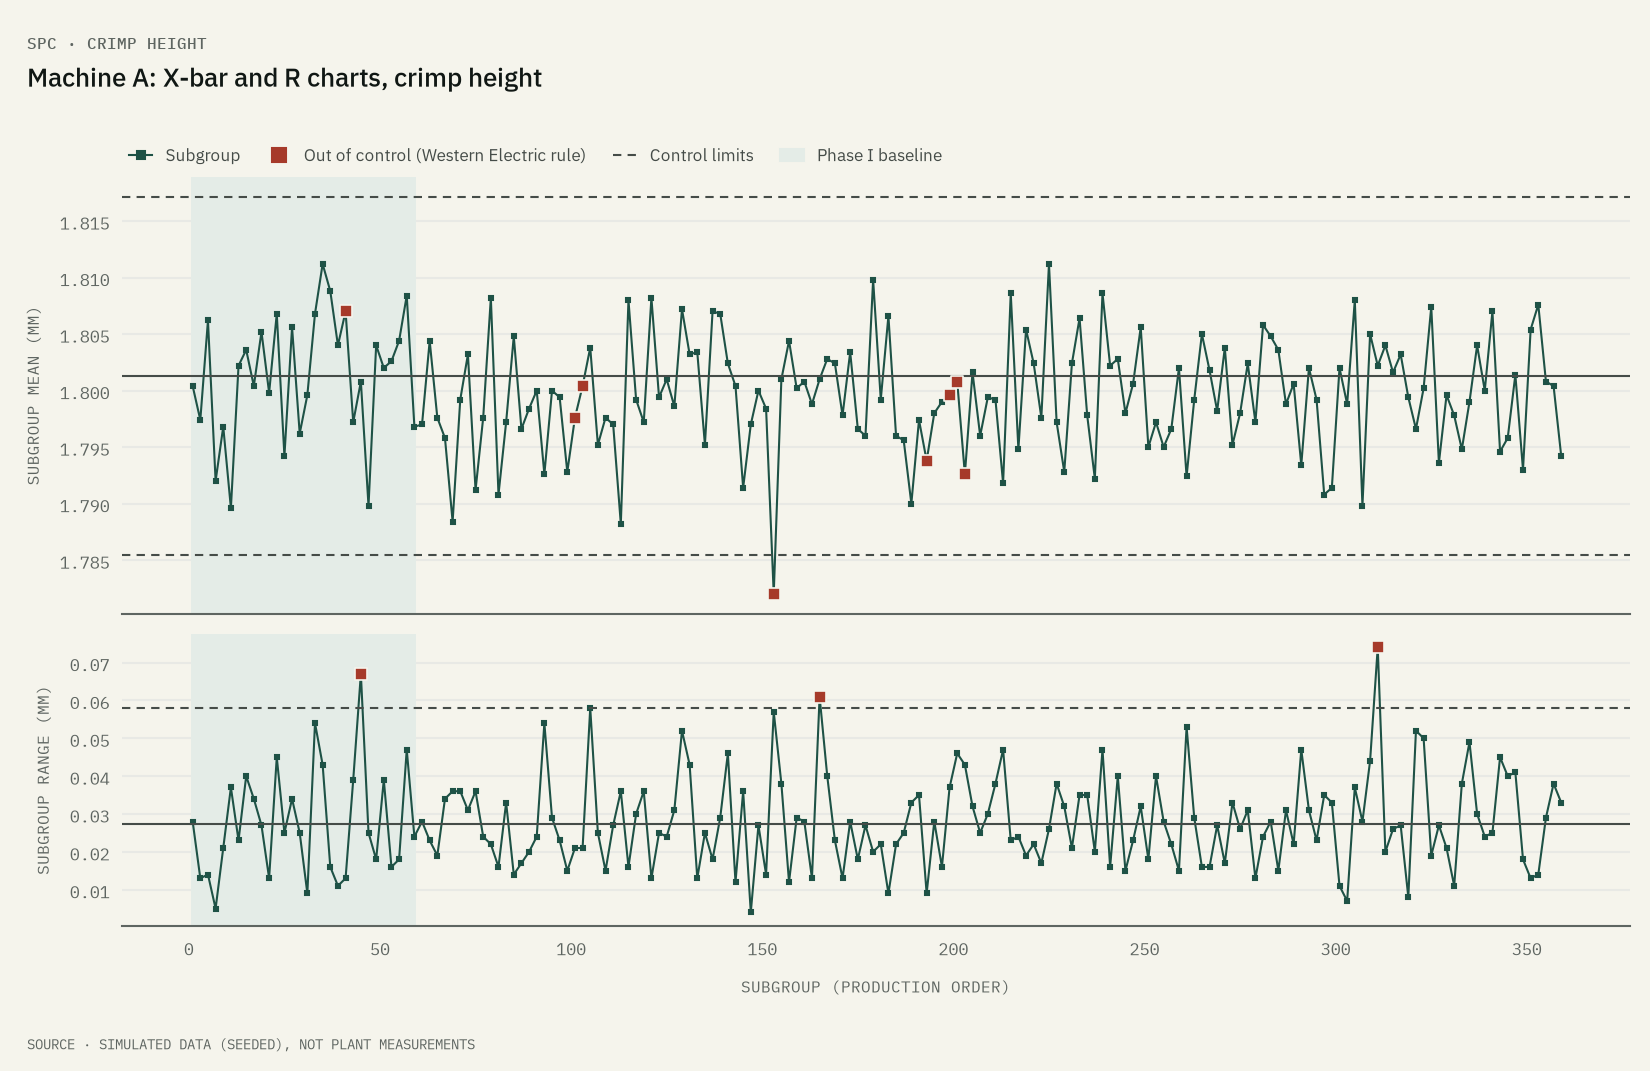 SPC · CRIMP HEIGHT
Machine A: X-bar and R charts, crimp height
Subgroup
Out of control (Western Electric rule)
Control limits
Phase I baseline
SUBGROUP MEAN (MM)
1.815
1.810
1.805
1.800
1.795
1.790
1.785
SUBGROUP RANGE (MM)
0.07
0.06
0.05
0.04
0.03
0.02
0.01
0 50 100 150 200 250 300 350
SUBGROUP (PRODUCTION ORDER)
SOURCE · SIMULATED DATA (SEEDED), NOT PLANT MEASUREMENTS